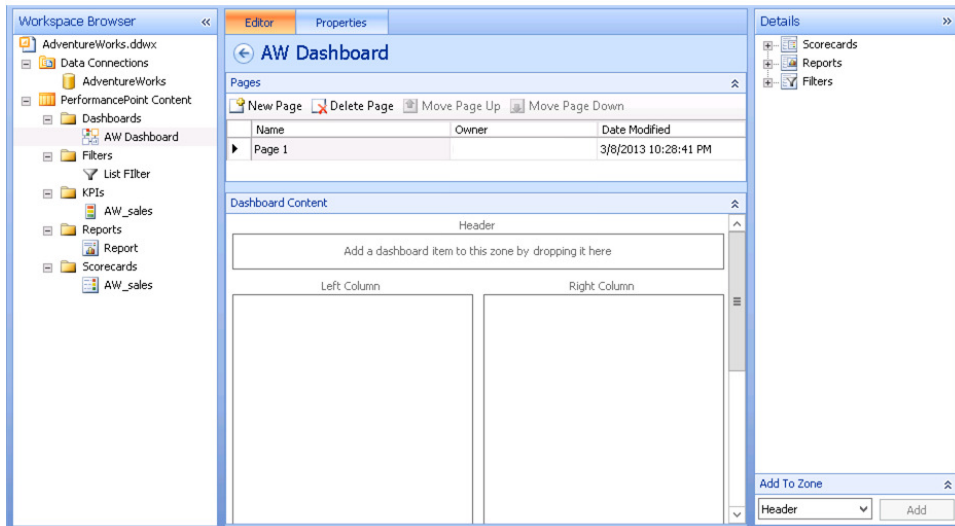 Workspace Browser
AdventureWorks.ddwx
Data Connections
AdventureWorks
PerformancePoint Content
Dashboards
AW Dashboard
Filters
List FIlter
KPIs
AW_sales
Reports
Report
Scorecards
AW_sales
Editor Properties
AW Dashboard
Pages
New Page Delete Page Move Page Up Move Page Down
Name Owner Date Modified
Page 1 3/8/2013 10:28:41 PM
Dashboard Content
Header
Add a dashboard item to this zone by dropping it here
Left Column Right Column
Details
Scorecards
Reports
Filters
Add To Zone
Header Add